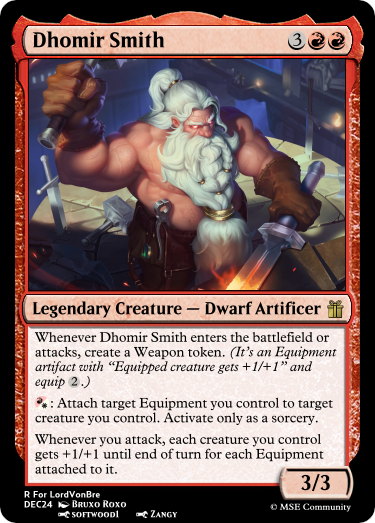 Dhomir Smith 3
Legendary Creature — Dwarf Artificer
Whenever Dhomir Smith enters the battlefield or
attacks, create a Weapon token. (It's an Equipment
artifact with “Equipped creature gets +1/+1” and
equip 2.)
: Attach target Equipment you control to target
creature you control. Activate only as a sorcery.
Whenever you attack, each creature you control
gets +1/+1 until end of turn for each Equipment
attached to it.
3/3
R For LordVonBre
DEC24 Bruxo Roxo © MSE Community
softwood1 Zangy